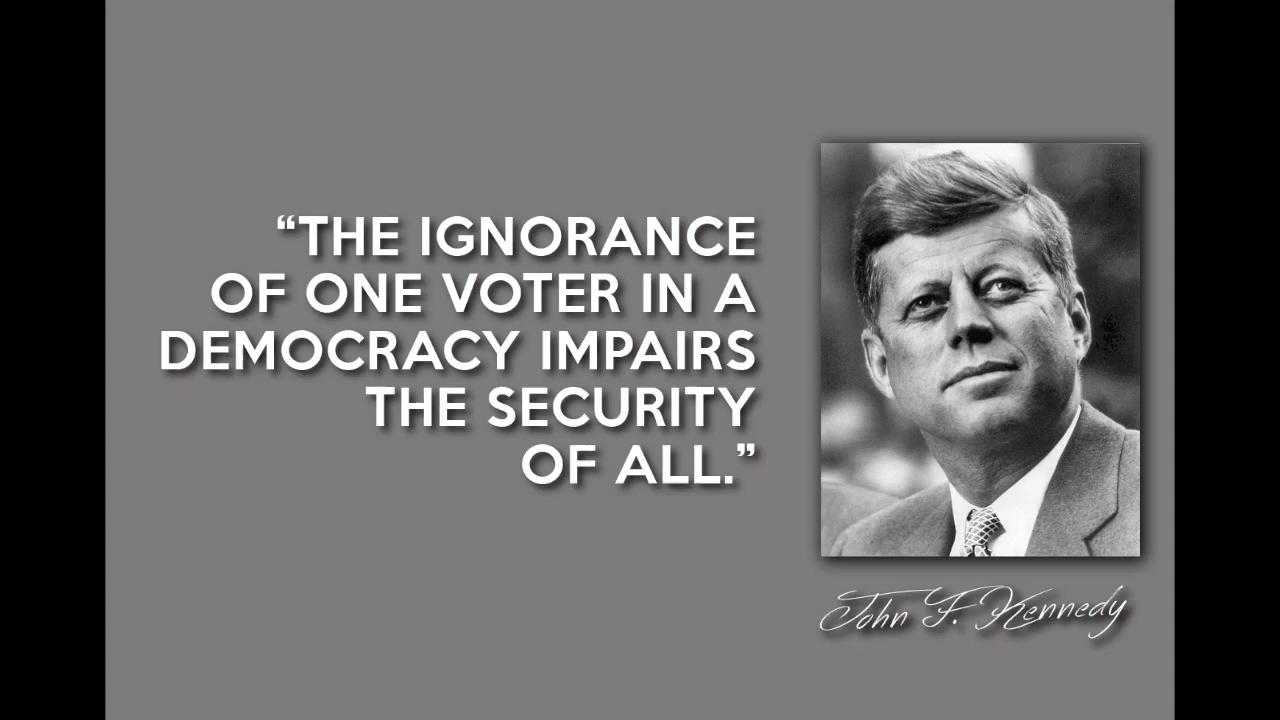 “THE IGNORANCE
OF ONE VOTER IN A
DEMOCRACY IMPAIRS
THE SECURITY
OF ALL.”
John F. Kennedy